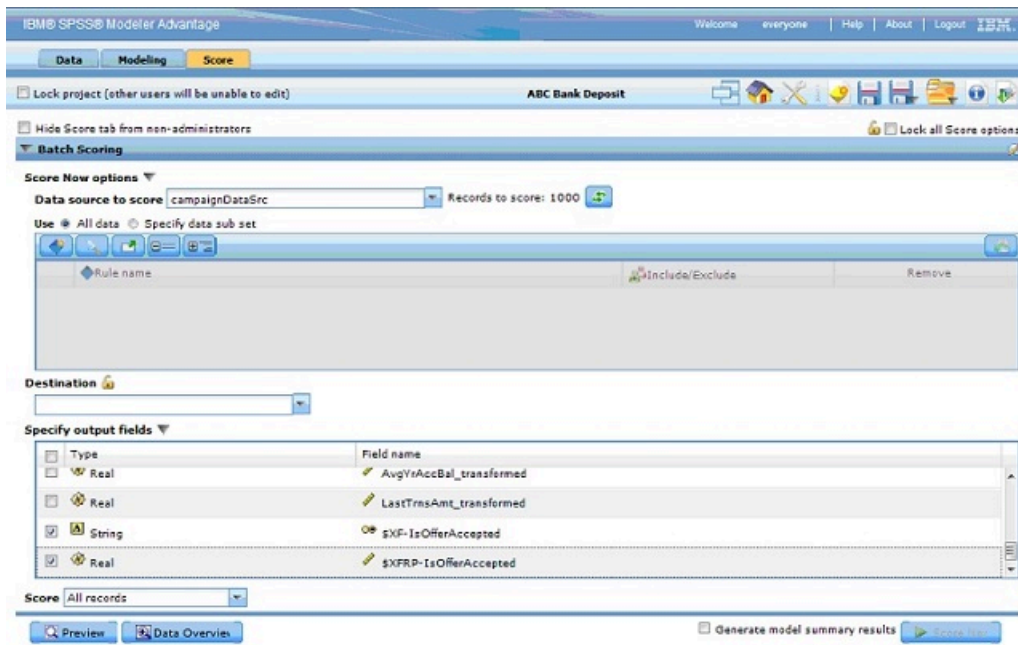 IBM® SPSS® Modeler Advantage Welcome everyone | Help | About | Logout IBM.
Data Modeling Score
Lock project (other users will be unable to edit) ABC Bank Deposit
Hide Score tab from non-administrators Lock all Score options
Batch Scoring
Score Now options
Data source to score campaignDataSrc Records to score: 1000
Use All data Specify data sub set
Rule name Include/Exclude Remove
Destination
Specify output fields
Type Field name
Real AvgYrAccBal_transformed
Real LastTrnsAmt_transformed
String $XF-IsOfferAccepted
Real $XFRP-IsOfferAccepted
Score All records
Preview Data Overview Generate model summary results Score Now